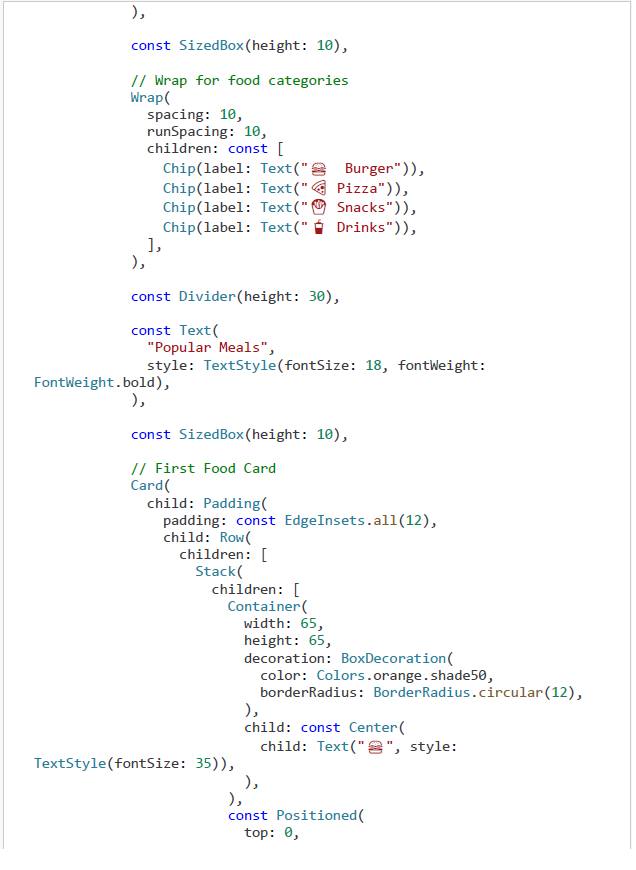 ),
const SizedBox(height: 10),
// Wrap for food categories
Wrap(
spacing: 10,
runSpacing: 10,
children: const [
Chip(label: Text("🍔 Burger")),
Chip(label: Text("🍕 Pizza")),
Chip(label: Text("🍟 Snacks")),
Chip(label: Text("🥤 Drinks")),
],
),
const Divider(height: 30),
const Text(
"Popular Meals",
style: TextStyle(fontSize: 18, fontWeight:
FontWeight.bold),
),
const SizedBox(height: 10),
// First Food Card
Card(
child: Padding(
padding: const EdgeInsets.all(12),
child: Row(
children: [
Stack(
children: [
Container(
width: 65,
height: 65,
decoration: BoxDecoration(
color: Colors.orange.shade50,
borderRadius: BorderRadius.circular(12),
),
child: const Center(
child: Text("🍔", style:
TextStyle(fontSize: 35)),
),
),
const Positioned(
top: 0,